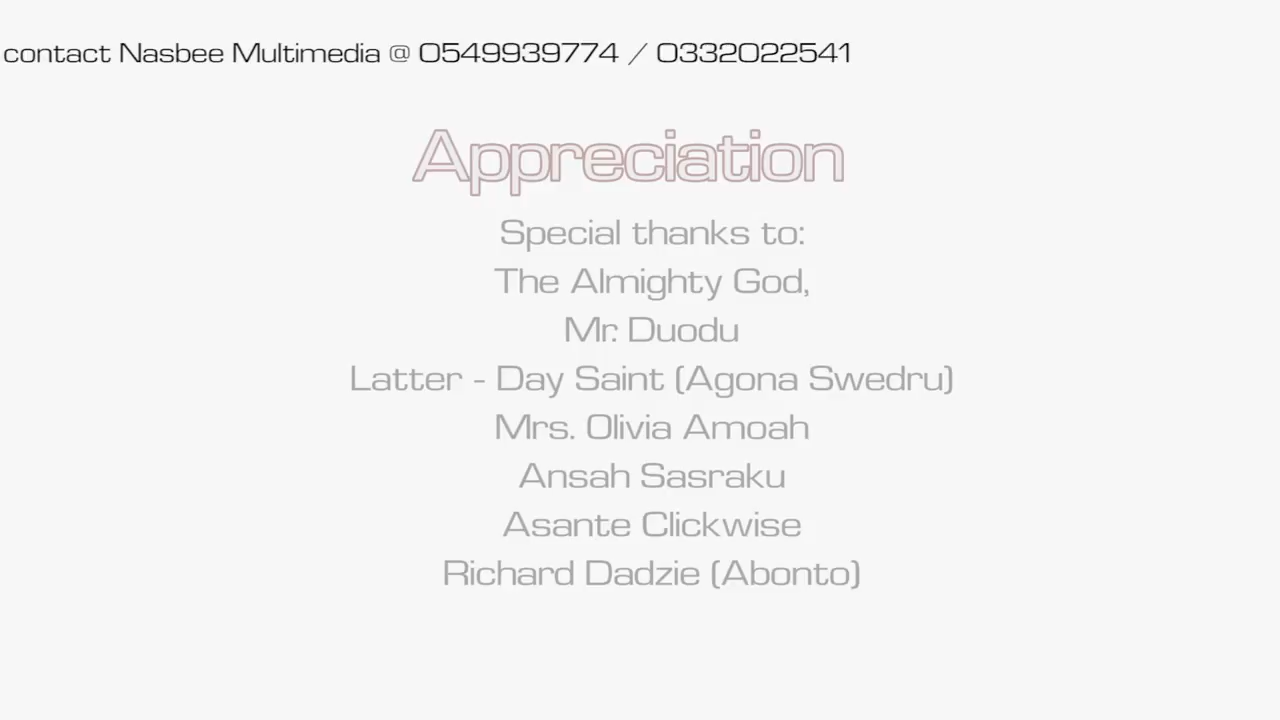 contact Nasbee Multimedia @ 0549939774 / 0332022541
Appreciation
Special thanks to:
The Almighty God,
Mr. Duodu
Latter - Day Saint (Agona Swedru)
Mrs. Olivia Amoah
Ansah Sasraku
Asante Clickwise
Richard Dadzie (Abonto)